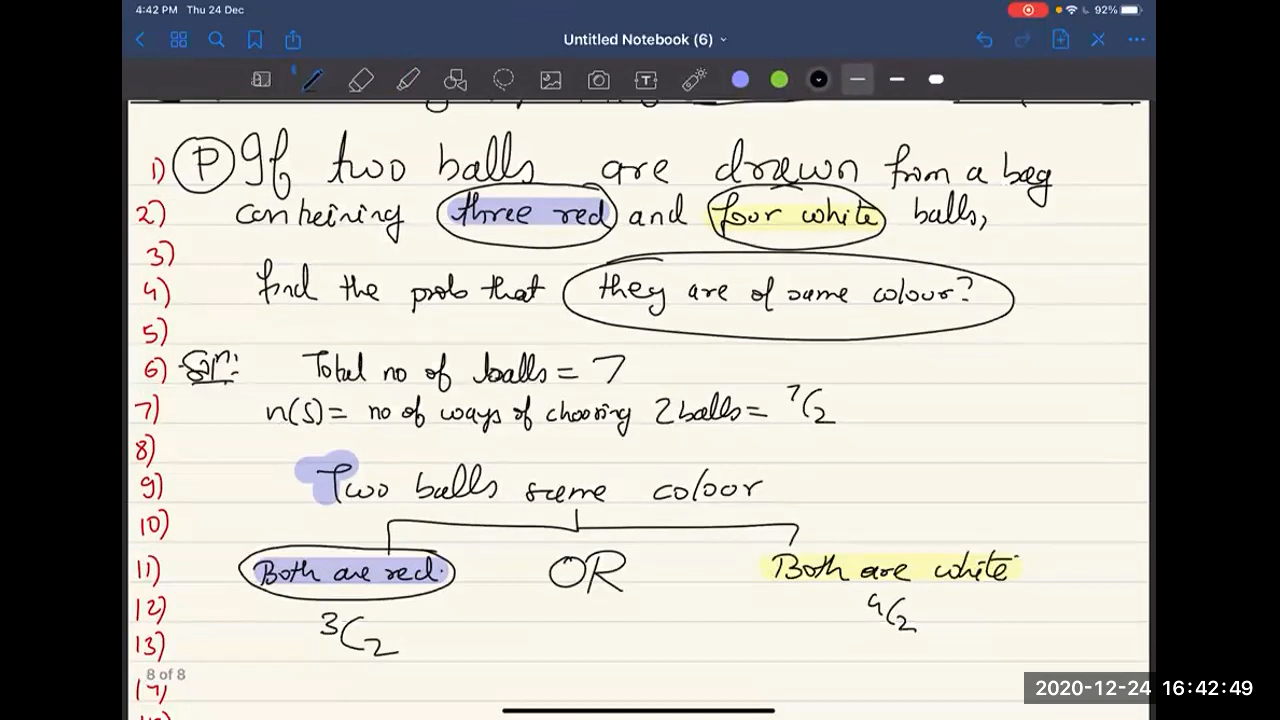 4:42 PM Thu 24 Dec
92%
Untitled Notebook (6)
1) P If two balls are drawn from a bag
2) containing three red and four white balls,
3)
4) find the prob that they are of same colour?
5)
6) Soln: Total no of balls = 7
7) n(S) = no of ways of choosing 2 balls = ⁷C₂
8)
9) Two balls same colour
10)
11) Both are red. OR Both are white
12) ⁴C₂
13) ³C₂
8 of 8
14)
2020-12-24 16:42:49